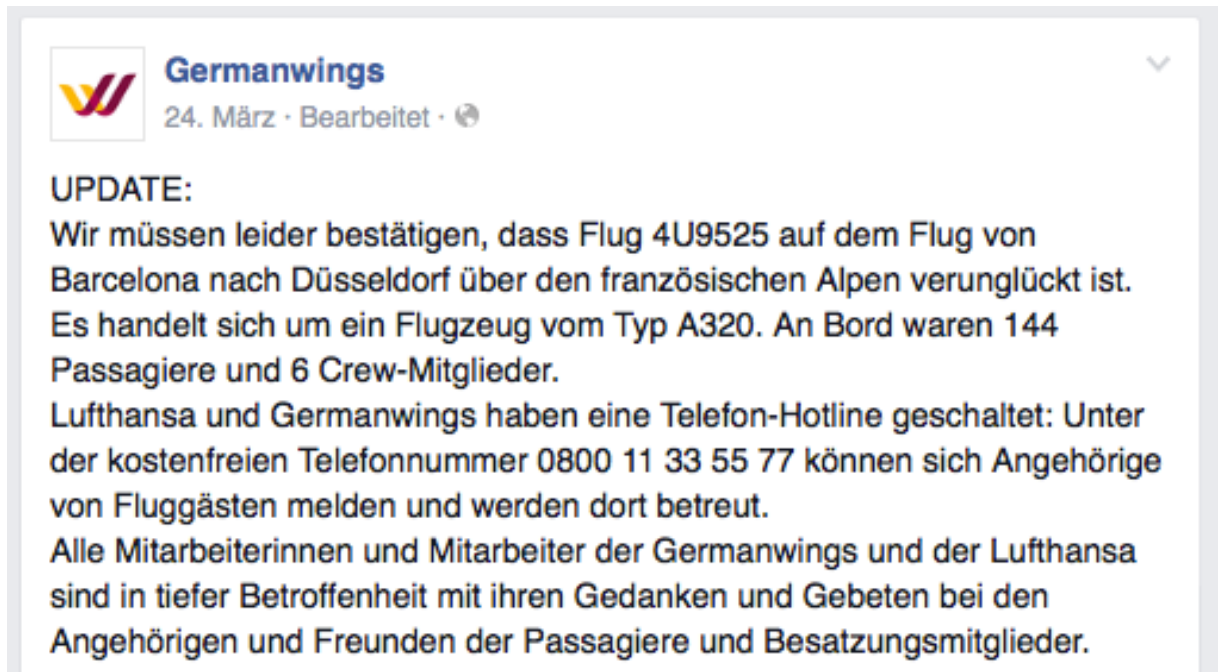 Germanwings
24. März · Bearbeitet ·
UPDATE:
Wir müssen leider bestätigen, dass Flug 4U9525 auf dem Flug von
Barcelona nach Düsseldorf über den französischen Alpen verunglückt ist.
Es handelt sich um ein Flugzeug vom Typ A320. An Bord waren 144
Passagiere und 6 Crew-Mitglieder.
Lufthansa und Germanwings haben eine Telefon-Hotline geschaltet: Unter
der kostenfreien Telefonnummer 0800 11 33 55 77 können sich Angehörige
von Fluggästen melden und werden dort betreut.
Alle Mitarbeiterinnen und Mitarbeiter der Germanwings und der Lufthansa
sind in tiefer Betroffenheit mit ihren Gedanken und Gebeten bei den
Angehörigen und Freunden der Passagiere und Besatzungsmitglieder.